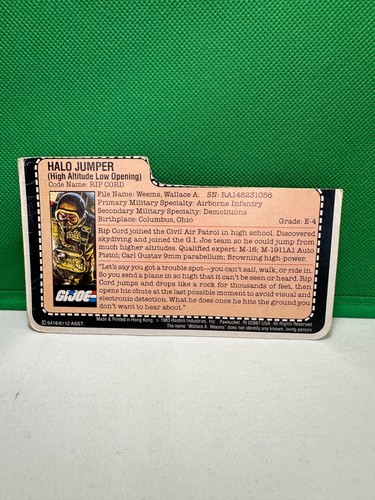 HALO JUMPER
(High Altitude Low Opening)
Code Name: RIP CORD
File Name: Weems, Wallace A. SN: RA148231056
Primary Military Specialty: Airborne Infantry
Secondary Military Specialty: Demolitions
Birthplace: Columbus, Ohio Grade: E-4
Rip Cord joined the Civil Air Patrol in high school. Discovered
skydiving and joined the G.I. Joe team so he could jump from
much higher altitudes. Qualified expert: M-16; M-1911A1 Auto
Pistol; Carl Gustav 9mm parabellum; Browning high-power.
"Let's say you got a trouble spot—you can't sail, walk, or ride in.
So you send a plane in so high that it can't be seen or heard. Rip
Cord jumps and drops like a rock for thousands of feet, then
opens his chute at the last possible moment to avoid visual and
electronic detection. What he does once he hits the ground you
don't want to hear about."
GI JOE
6418/6112 ASST. Made & Printed in Hong Kong © 1983 Hasbro Industries, Inc. Pawtucket, RI 02861 USA All Rights Reserved
The name "Wallace A. Weems" does not identify any known, living person.